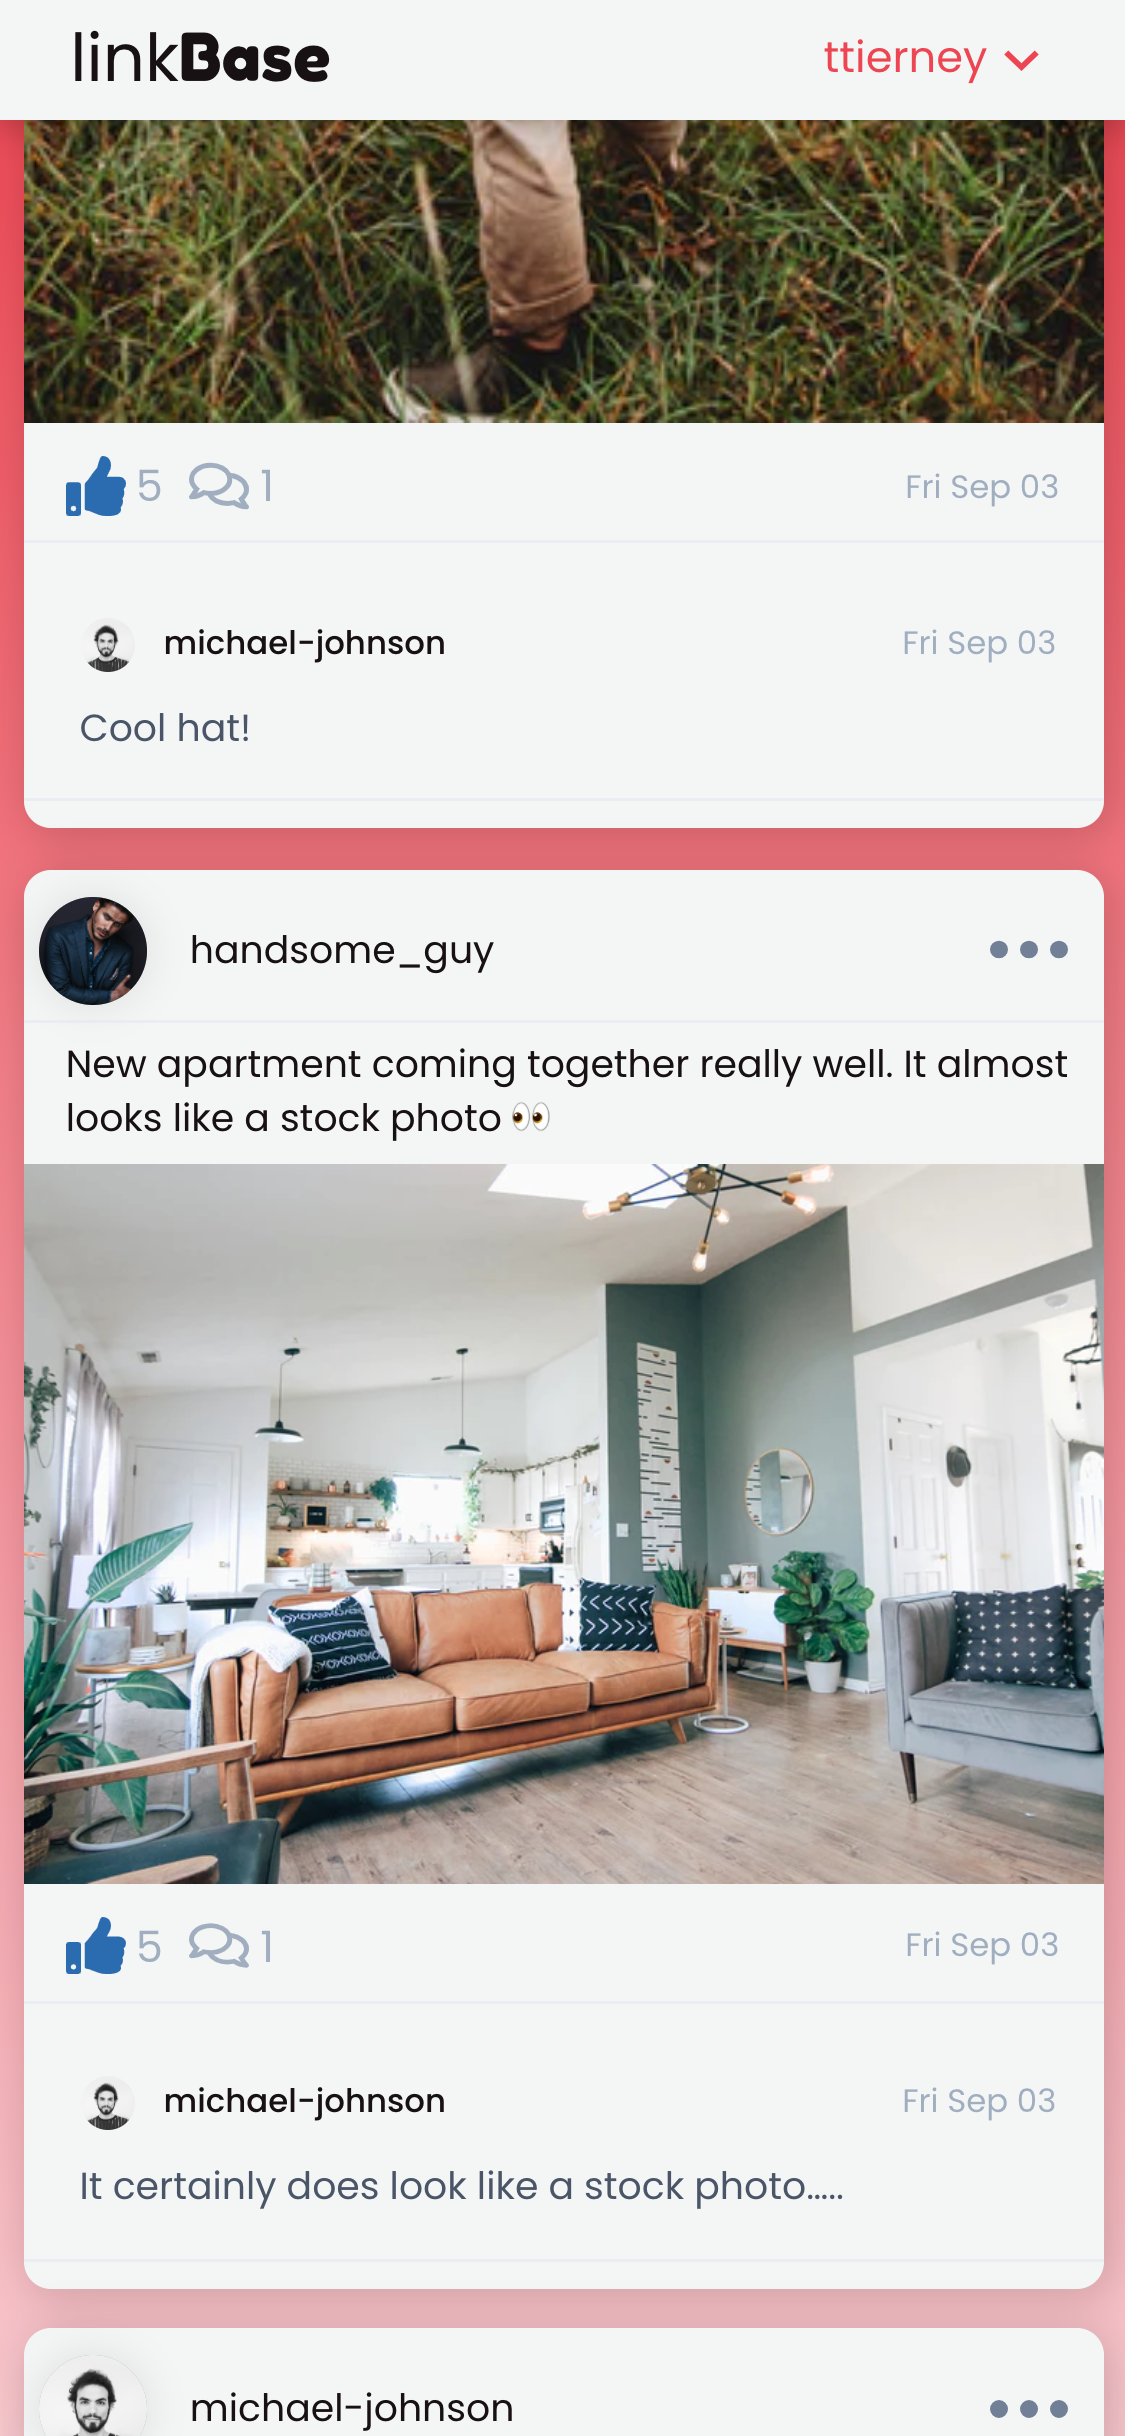 linkBase
ttierney
5 1 Fri Sep 03
michael-johnson Fri Sep 03
Cool hat!
handsome_guy
New apartment coming together really well. It almost
looks like a stock photo 👀
5 1 Fri Sep 03
michael-johnson Fri Sep 03
It certainly does look like a stock photo.....
michael-johnson